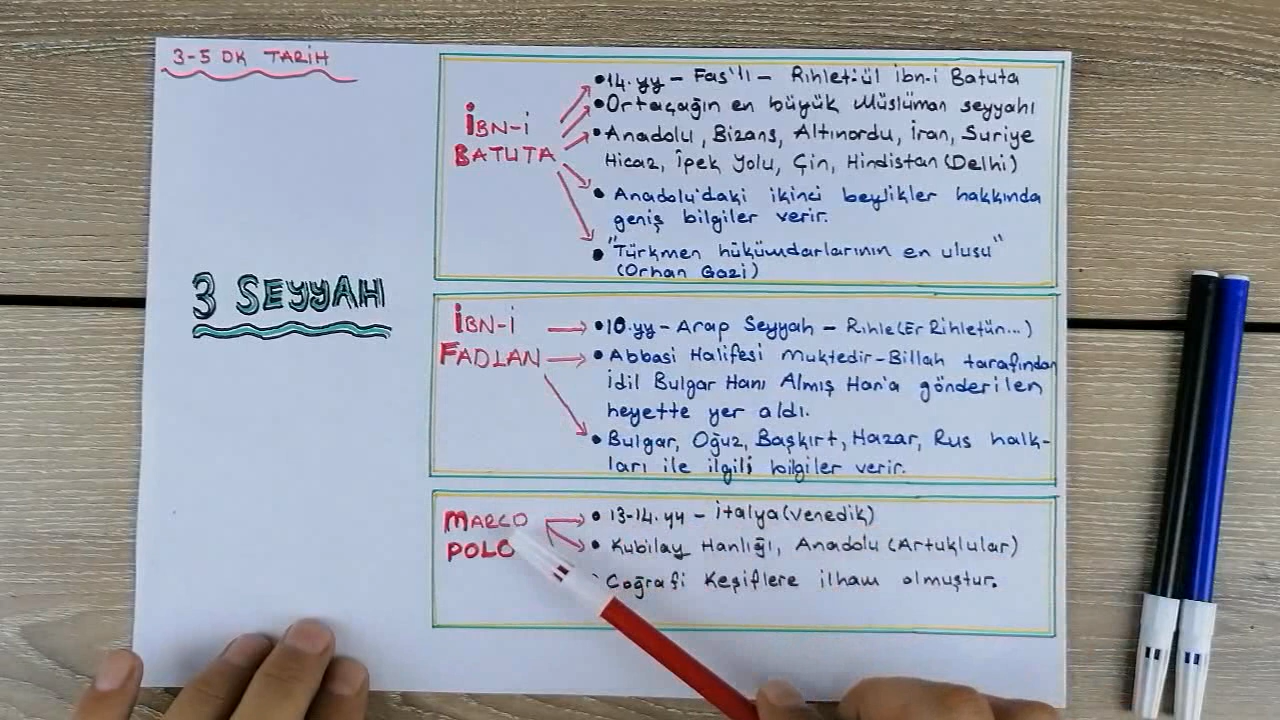 3-5 DK TARİH
3 SEYYAH
İBN-İ
BATUTA
•14.yy – Fas'lı – Rıhletül İbn-i Batuta
•Ortaçağın en büyük Müslüman seyyahı
•Anadolu, Bizans, Altınordu, İran, Suriye
Hicaz, İpek Yolu, Çin, Hindistan (Delhi)
• Anadolu'daki ikinci beylikler hakkında
geniş bilgiler verir.
• "Türkmen hükümdarlarının en ulusu"
(Orhan Gazi)
İBN-İ
FADLAN
•10.yy – Arap Seyyah – Rıhle (Er Rihletün...)
• Abbasi Halifesi Muktedir-Billah tarafından
İdil Bulgar Hanı Almış Han'a gönderilen
heyette yer aldı.
• Bulgar, Oğuz, Başkırt, Hazar, Rus halk-
ları ile ilgili bilgiler verir.
MARCO
POLO
• 13-14.yy – İtalya (Venedik)
• Kubilay Hanlığı, Anadolu (Artuklular)
Coğrafi Keşiflere ilham olmuştur.